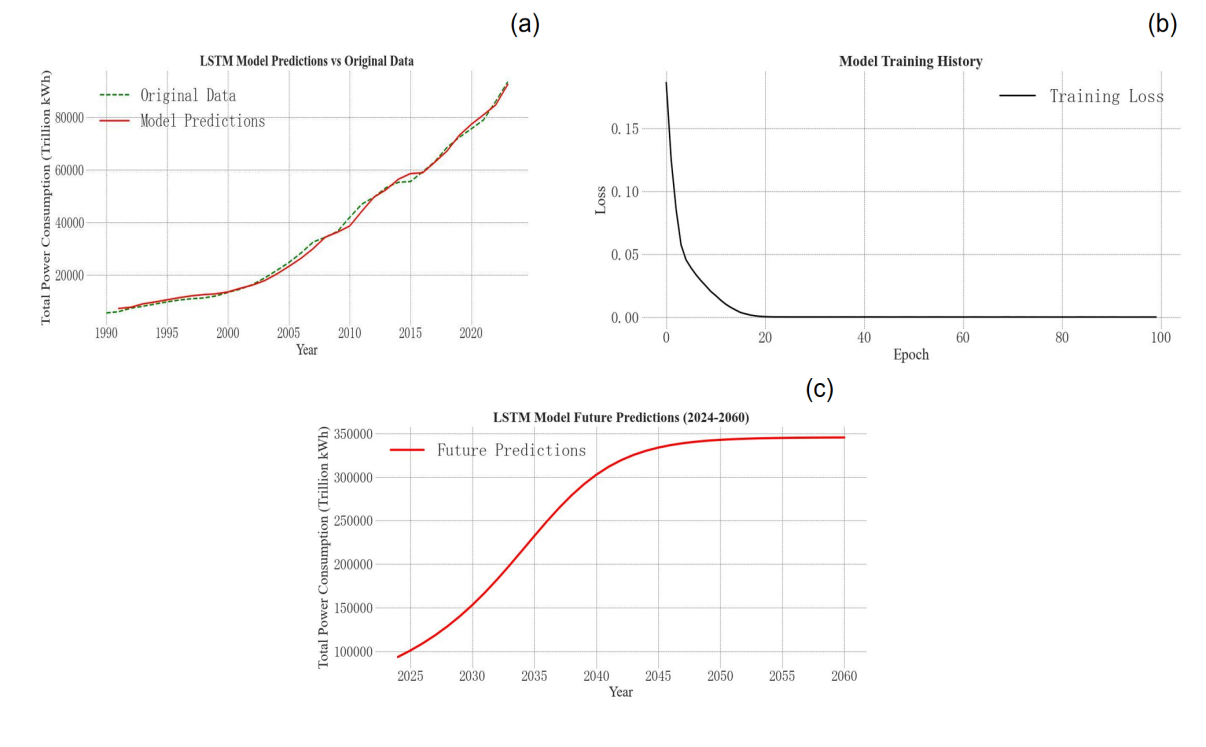 (a)
LSTM Model Predictions vs Original Data
Original Data
Model Predictions
Total Power Consumption (Trillion kWh)
80000
60000
40000
20000
1990 1995 2000 2005 2010 2015 2020
Year
(b)
Model Training History
Training Loss
Loss
0.15
0.10
0.05
0.00
0 20 40 60 80 100
Epoch
(c)
LSTM Model Future Predictions (2024-2060)
Future Predictions
Total Power Consumption (Trillion kWh)
350000
300000
250000
200000
150000
100000
2025 2030 2035 2040 2045 2050 2055 2060
Year